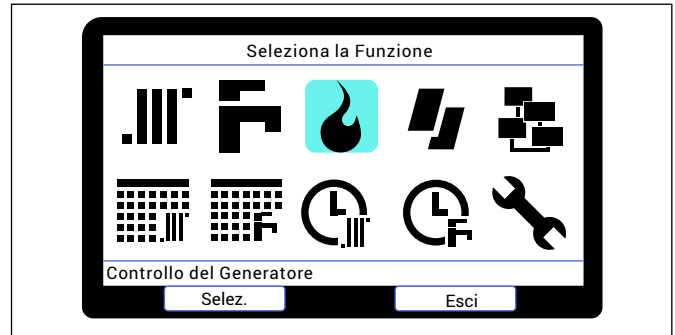 Seleziona la Funzione
Controllo del Generatore
Selez.
Esci